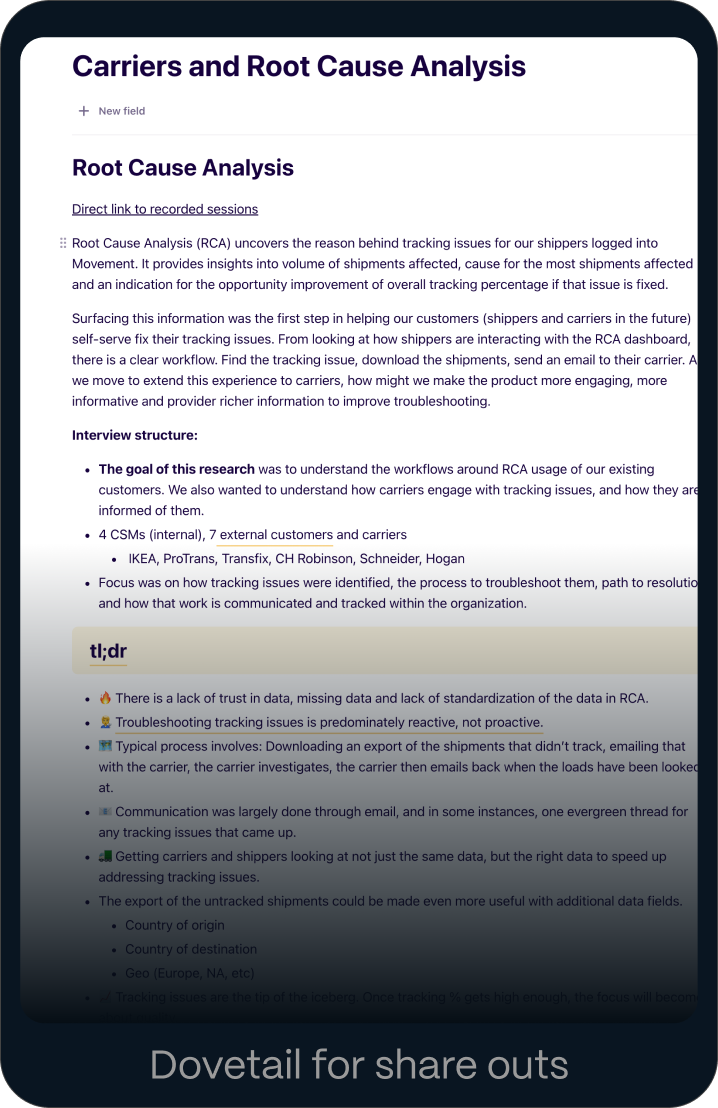 Carriers and Root Cause Analysis
New field
Root Cause Analysis
Direct link to recorded sessions
Root Cause Analysis (RCA) uncovers the reason behind tracking issues for our shippers logged into
Movement. It provides insights into volume of shipments affected, cause for the most shipments affected
and an indication for the opportunity improvement of overall tracking percentage if that issue is fixed.
Surfacing this information was the first step in helping our customers (shippers and carriers in the future)
self-serve fix their tracking issues. From looking at how shippers are interacting with the RCA dashboard,
there is a clear workflow. Find the tracking issue, download the shipments, send an email to their carrier. A
we move to extend this experience to carriers, how might we make the product more engaging, more
informative and provider richer information to improve troubleshooting.
Interview structure:
• The goal of this research was to understand the workflows around RCA usage of our existing
customers. We also wanted to understand how carriers engage with tracking issues, and how they are
informed of them.
• 4 CSMs (internal), 7 external customers and carriers
• IKEA, ProTrans, Transfix, CH Robinson, Schneider, Hogan
• Focus was on how tracking issues were identified, the process to troubleshoot them, path to resolutio
and how that work is communicated and tracked within the organization.
tl;dr
• 🔥 There is a lack of trust in data, missing data and lack of standardization of the data in RCA.
• Troubleshooting tracking issues is predominately reactive, not proactive.
• Typical process involves: Downloading an export of the shipments that didn't track, emailing that
with the carrier, the carrier investigates, the carrier then emails back when the loads have been looked
at.
• Communication was largely done through email, and in some instances, one evergreen thread for
any tracking issues that came up.
• Getting carriers and shippers looking at not just the same data, but the right data to speed up
addressing tracking issues.
• The export of the untracked shipments could be made even more useful with additional data fields.
• Country of origin
• Country of destination
• Geo (Europe, NA, etc)
• Tracking issues are the tip of the iceberg. Once tracking % gets high enough, the focus will becom
Dovetail for share outs